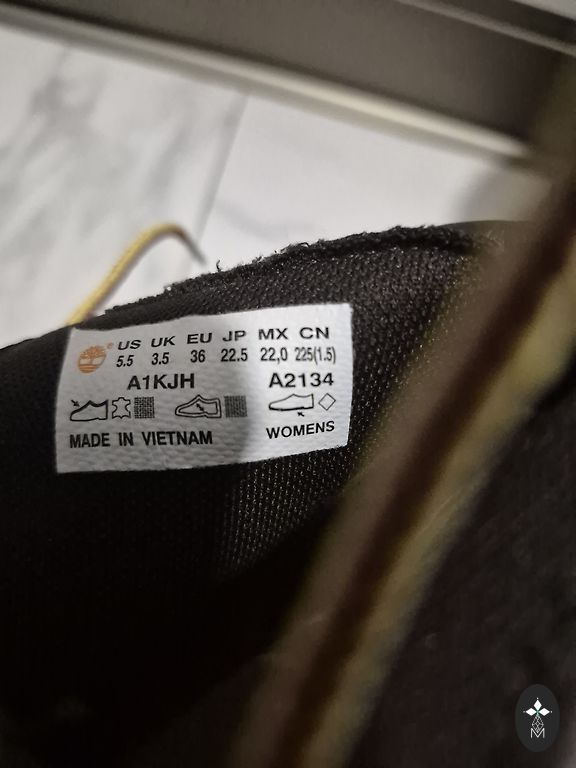 ® US UK EU JP MX CN
5.5 3.5 36 22.5 22,0 225(1.5)
A1KJH A2134
MADE IN VIETNAM WOMENS
M